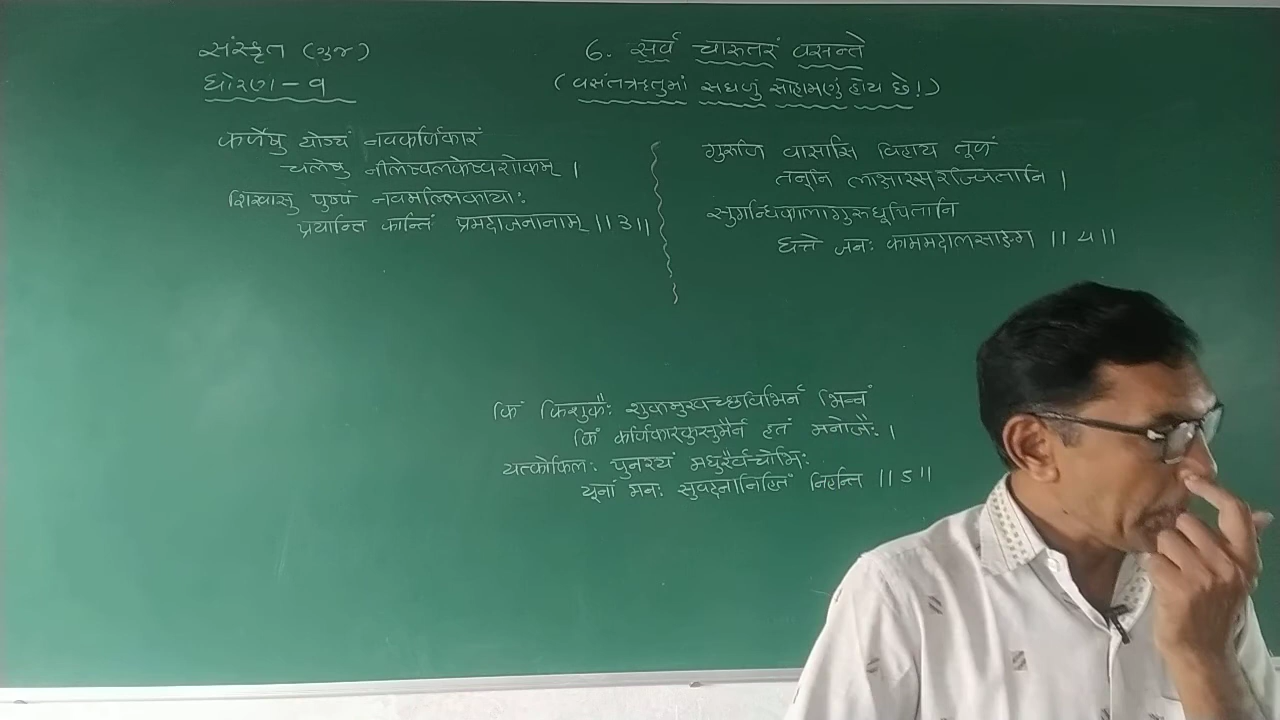 संस्कृत (ગુજ)
ધોરણ – ૧
6. सर्वं चारुतरं वसन्ते
(વસંતઋતુમાં સઘળું સોહામણું હોય છે!)
कर्णेषु योग्यं नवकर्णिकारं
चलेषु नीलेष्वलकेष्वशोकम् ।
शिखासु पुष्पं नवमल्लिकायाः
प्रयान्ति कान्तिं प्रमदाजनानाम् ॥३॥
गुरूणि वासांसि विहाय तूर्णं
तनूनि लाक्षारसरञ्जितानि ।
सुगन्धिकालागुरुधूपितानि
धत्ते जनः काममदालसाङ्ग ॥४॥
किं किंशुकैः शुकमुखच्छविभिर्न भिन्नं
किं कर्णिकारकुसुमैर्न हतं मनोज्ञैः ।
यत्कोकिलः पुनरयं मधुरैर्वचोभिः
यूनां मनः सुवदनानिहितं निहन्ति ॥5॥